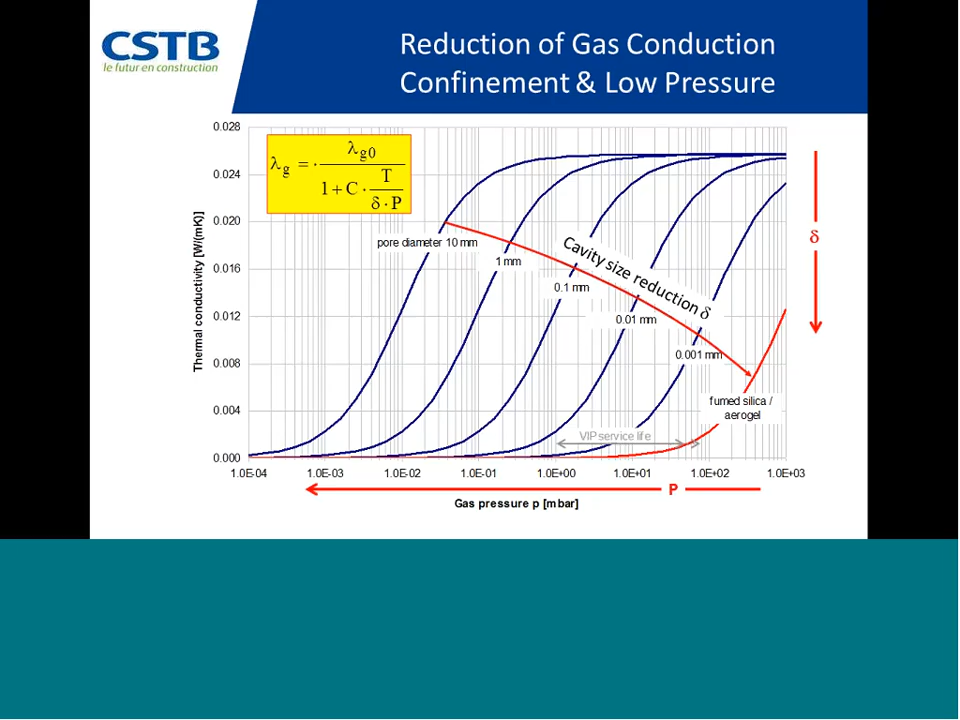 CSTB
le futur en construction
Reduction of Gas Conduction
Confinement & Low Pressure
0.028
0.024
0.020
0.016
0.012
0.008
0.004
0.000
Thermal conductivity [W/(mK)]
λg = · λg0 / (1 + C · T / (δ · P))
pore diameter 10 mm
1 mm
0.1 mm
0.01 mm
0.001 mm
Cavity size reduction δ
fumed silica /
aerogel
VIP service life
δ
1.0E-04 1.0E-03 1.0E-02 1.0E-01 1.0E+00 1.0E+01 1.0E+02 1.0E+03
P
Gas pressure p [mbar]